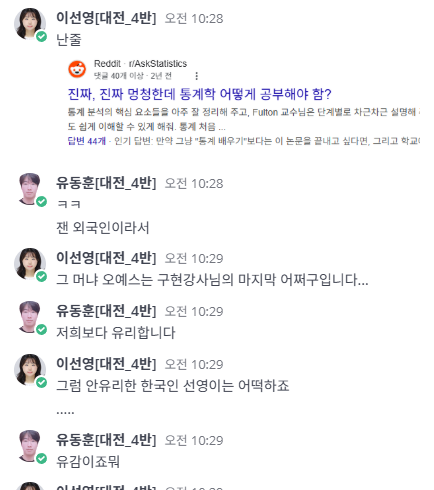 이선영[대전_4반] 오전 10:28
난줄
Reddit · r/AskStatistics
댓글 40개 이상 · 2년 전
진짜, 진짜 멍청한데 통계학 어떻게 공부해야 함?
통계 분석의 핵심 요소들을 아주 잘 정리해 주고, Fulton 교수님은 단계별로 차근차근 설명해
도 쉽게 이해할 수 있게 해줘. 통계 처음 ...
답변 44개 · 인기 답변: 만약 그냥 "통계 배우기"보다는 이 논문을 끝내고 싶다면, 그리고 학교
유동훈[대전_4반] 오전 10:28
ㅋㅋ
쟨 외국인이라서
이선영[대전_4반] 오전 10:29
그 머냐 오예스는 구현강사님의 마지막 어쩌구입니다...
유동훈[대전_4반] 오전 10:29
저희보다 유리합니다
이선영[대전_4반] 오전 10:29
그럼 안유리한 한국인 선영이는 어떡하죠
.....
유동훈[대전_4반] 오전 10:29
유감이죠뭐